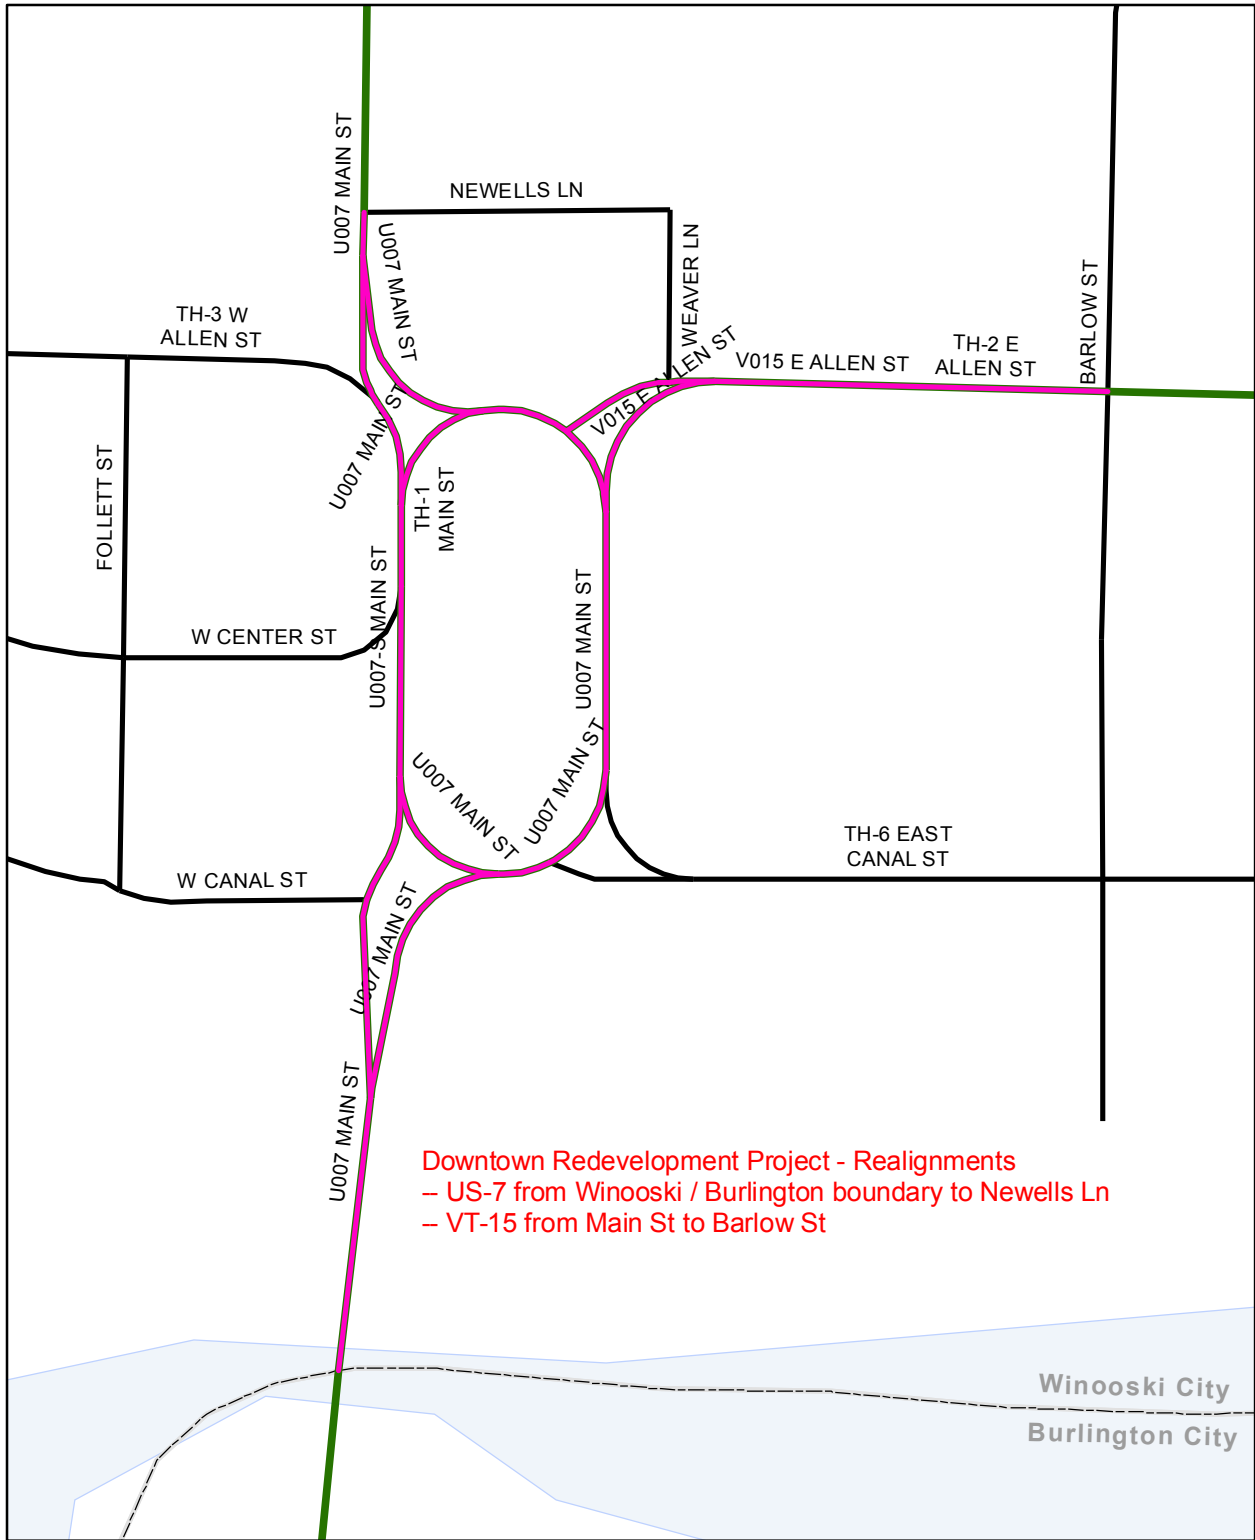 U007 MAIN ST
NEWELLS LN
U007 MAIN ST
WEAVER LN
BARLOW ST
TH-3 W
ALLEN ST
V015 E ALLEN ST
V015 E ALLEN ST
TH-2 E
ALLEN ST
U007 MAIN ST
TH-1
MAIN ST
FOLLETT ST
U007-S MAIN ST
U007 MAIN ST
W CENTER ST
U007 MAIN ST
U007 MAIN ST
TH-6 EAST
CANAL ST
W CANAL ST
U007 MAIN ST
U007 MAIN ST
Downtown Redevelopment Project - Realignments
-- US-7 from Winooski / Burlington boundary to Newells Ln
-- VT-15 from Main St to Barlow St
Winooski City
Burlington City